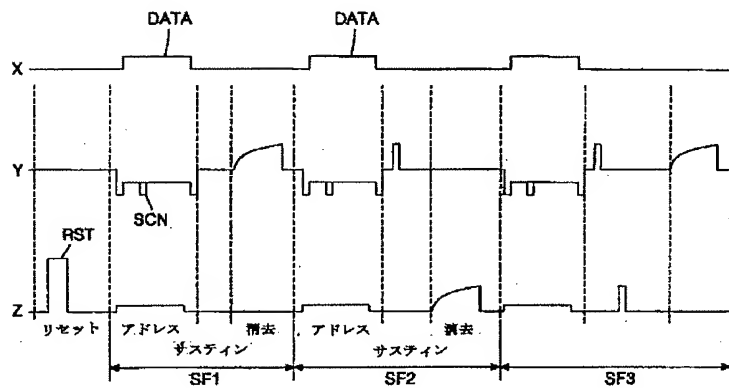 DATA DATA
X
Y
SCN
RST
Z
リセット アドレス 消去 アドレス 消去
サスティン サスティン
SF1 SF2 SF3